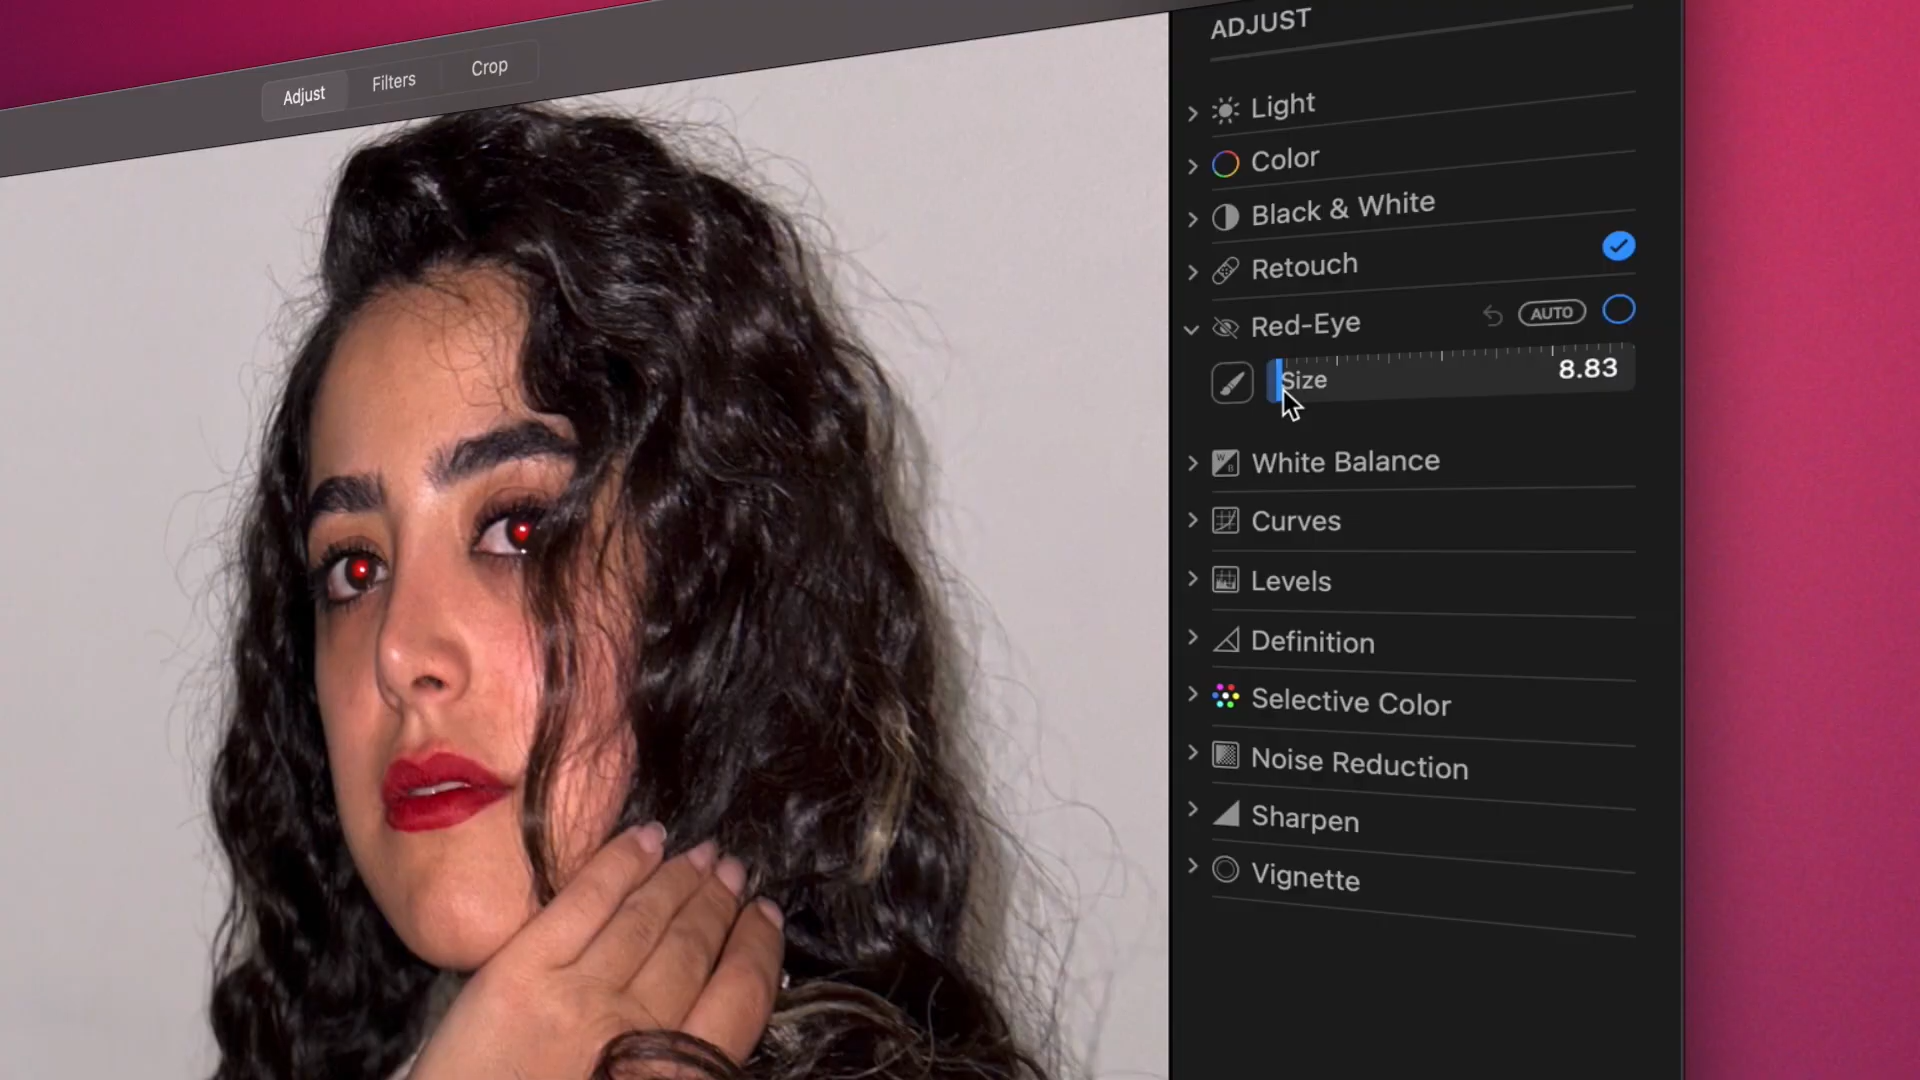 Adjust
Filters
Crop
ADJUST
Light
Color
Black & White
Retouch
Red-Eye
AUTO
Size
8.83
White Balance
Curves
Levels
Definition
Selective Color
Noise Reduction
Sharpen
Vignette